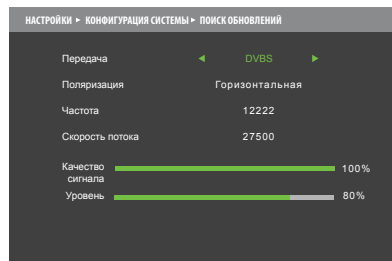 НАСТРОЙКИ ► КОНФИГУРАЦИЯ СИСТЕМЫ ► ПОИСК ОБНОВЛЕНИЙ
Передача ◄ DVBS ►
Поляризация Горизонтальная
Частота 12222
Скорость потока 27500
Качество
сигнала 100%
Уровень 80%